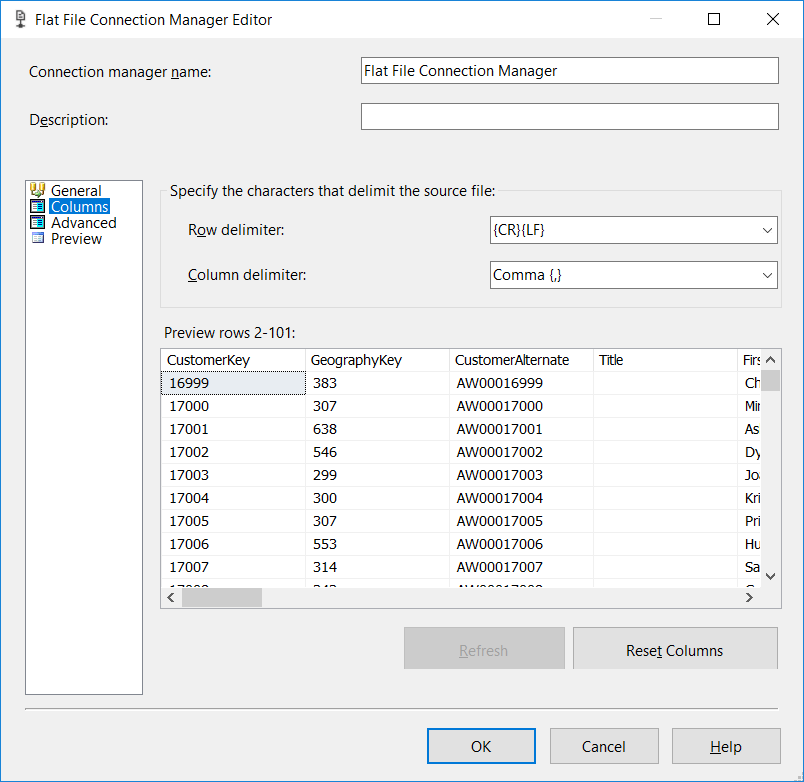 Flat File Connection Manager Editor
Connection manager name: Flat File Connection Manager
Description:
General
Columns
Advanced
Preview
Specify the characters that delimit the source file:
Row delimiter: {CR}{LF}
Column delimiter: Comma {,}
Preview rows 2-101:
CustomerKey GeographyKey CustomerAlternate Title Firs
16999 383 AW00016999 Ch
17000 307 AW00017000 Mi
17001 638 AW00017001 As
17002 546 AW00017002 Dy
17003 299 AW00017003 Jo
17004 300 AW00017004 Kri
17005 307 AW00017005 Pri
17006 553 AW00017006 Hu
17007 314 AW00017007 Sa
Refresh Reset Columns
OK Cancel Help